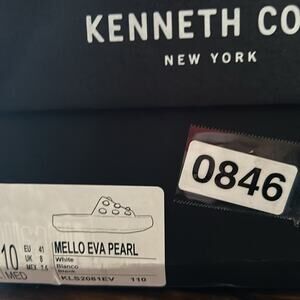 KENNETH CO
NEW YORK
0846
10 EU 41
UK 8
MEX 7.5
MED
MELLO EVA PEARL
White
Blanco
KLS2061EV 110